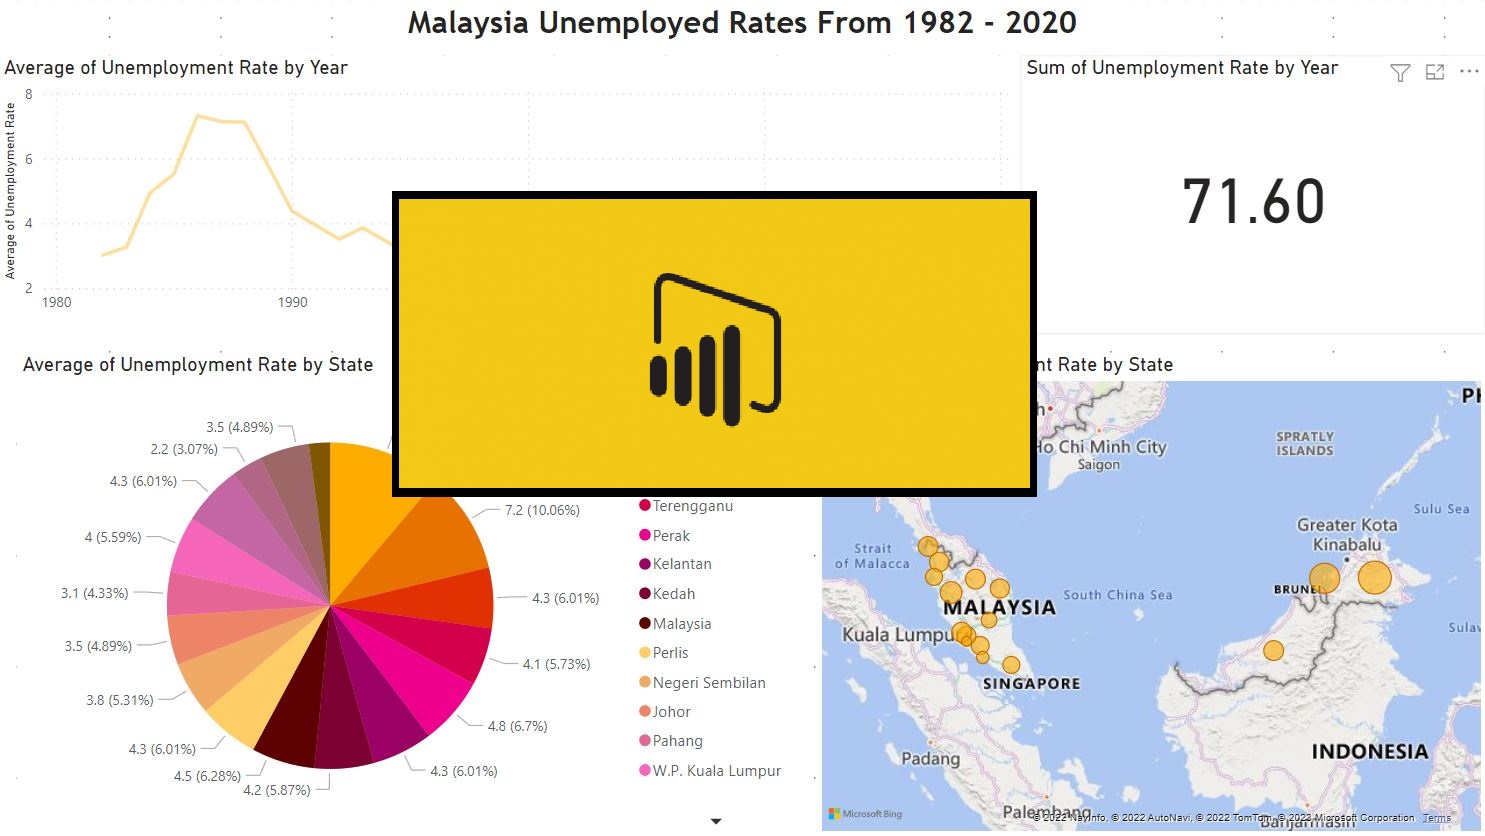 Malaysia Unemployed Rates From 1982 - 2020
Average of Unemployment Rate by Year
Sum of Unemployment Rate by Year
Average of Unemployment Rate
8
6
4
2
1980
1990
71.60
Average of Unemployment Rate by State
3.5 (4.89%)
2.2 (3.07%)
4.3 (6.01%)
4 (5.59%)
3.1 (4.33%)
3.5 (4.89%)
3.8 (5.31%)
4.3 (6.01%)
4.5 (6.28%)
4.2 (5.87%)
4.3 (6.01%)
4.8 (6.7%)
4.1 (5.73%)
4.3 (6.01%)
7.2 (10.06%)
Terengganu
Perak
Kelantan
Kedah
Malaysia
Perlis
Negeri Sembilan
Johor
Pahang
W.P. Kuala Lumpur
nt Rate by State
PH
Ho Chi Minh City
Saigon
SPRATLY
ISLANDS
Sulu Sea
Greater Kota
Kinabalu
Strait
of Malacca
BRUNEI
South China Sea
MALAYSIA
Kuala Lumpu
Sulaw
SINGAPORE
INDONESIA
Padang
Palembang
Banjarmasin
Microsoft Bing
© 2022 NavInfo, © 2022 AutoNavi, © 2022 TomTom, © 2023 Microsoft Corporation Terms